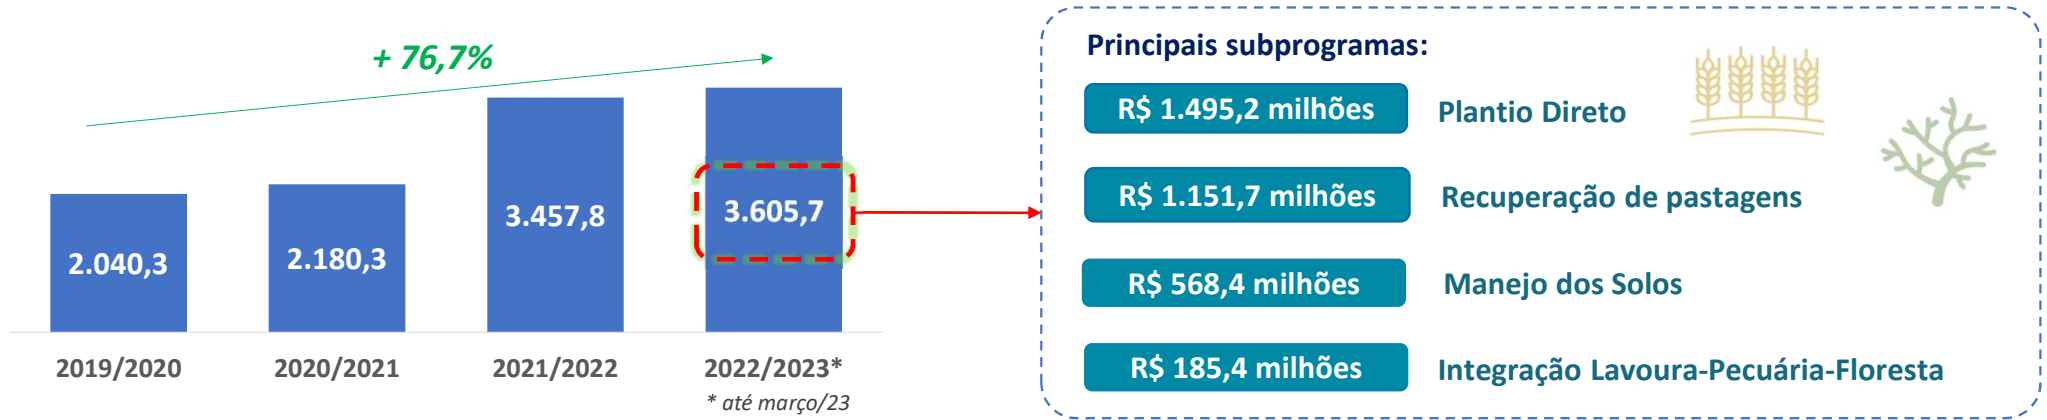 + 76,7%
2.040,3
2.180,3
3.457,8
3.605,7
2019/2020
2020/2021
2021/2022
2022/2023*
* até março/23
Principais subprogramas:
R$ 1.495,2 milhões Plantio Direto
R$ 1.151,7 milhões Recuperação de pastagens
R$ 568,4 milhões Manejo dos Solos
R$ 185,4 milhões Integração Lavoura-Pecuária-Floresta